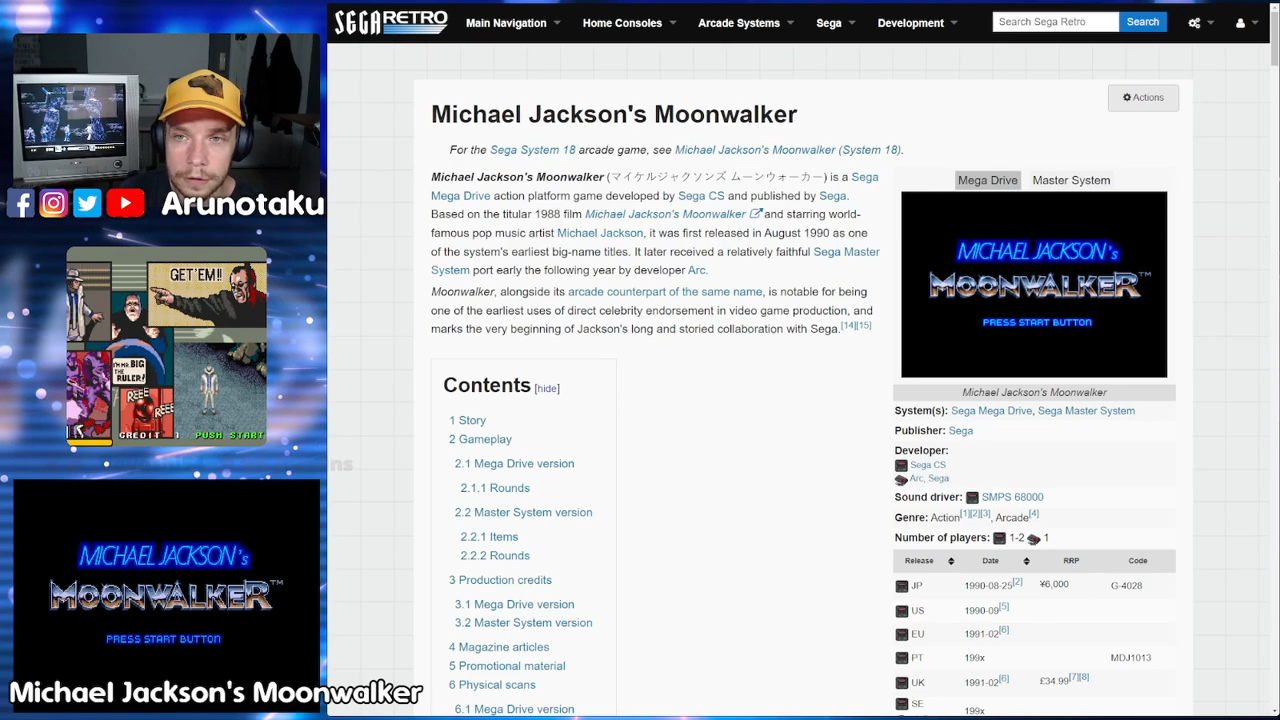 SEGA RETRO
Main Navigation
Home Consoles
Arcade Systems
Sega
Development
Search Sega Retro
Search
Actions
Michael Jackson's Moonwalker
For the Sega System 18 arcade game, see Michael Jackson's Moonwalker (System 18).
Michael Jackson's Moonwalker (マイケルジャクソンズ ムーンウォーカー) is a Sega
Mega Drive action platform game developed by Sega CS and published by Sega.
Based on the titular 1988 film Michael Jackson's Moonwalker and starring world-
famous pop music artist Michael Jackson, it was first released in August 1990 as one
of the system's earliest big-name titles. It later received a relatively faithful Sega Master
System port early the following year by developer Arc.
Moonwalker, alongside its arcade counterpart of the same name, is notable for being
one of the earliest uses of direct celebrity endorsement in video game production, and
marks the very beginning of Jackson's long and storied collaboration with Sega.[14][15]
Contents [hide]
1 Story
2 Gameplay
2.1 Mega Drive version
2.1.1 Rounds
2.2 Master System version
2.2.1 Items
2.2.2 Rounds
3 Production credits
3.1 Mega Drive version
3.2 Master System version
4 Magazine articles
5 Promotional material
6 Physical scans
6.1 Mega Drive version
Mega Drive
Master System
MICHAEL JACKSON's
MOONWALKER™
PRESS START BUTTON
Michael Jackson's Moonwalker
System(s): Sega Mega Drive, Sega Master System
Publisher: Sega
Developer:
Sega CS
Arc, Sega
Sound driver: SMPS 68000
Genre: Action[1][2][3], Arcade[4]
Number of players: 1-2 1
Release Date RRP Code
JP 1990-08-25[2] ¥6,000 G-4028
US 1990-09[5]
EU 1991-02[6]
PT 199x MDJ1013
UK 1991-02[6] £34.99[7][8]
SE 199x
Arunotaku
GET'EM!!
I'M MR. BIG
THE RULER!
REEE
REEE
CREDIT 1 PUSH START
MICHAEL JACKSON's
MOONWALKER™
PRESS START BUTTON
Michael Jackson's Moonwalker